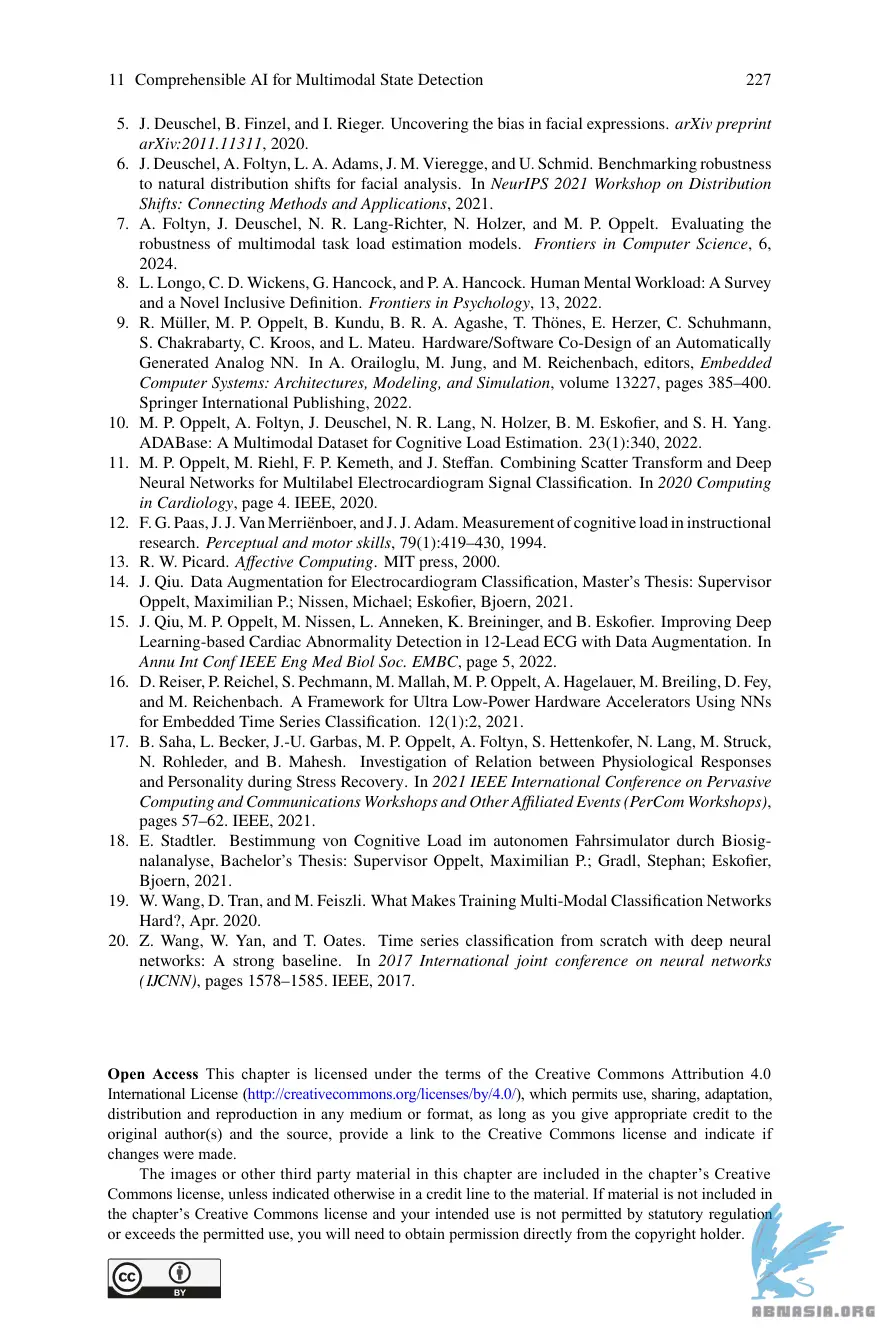 11 Comprehensible AI for Multimodal State Detection 227
5. J. Deuschel, B. Finzel, and I. Rieger. Uncovering the bias in facial expressions. arXiv preprint
arXiv:2011.11311, 2020.
6. J. Deuschel, A. Foltyn, L. A. Adams, J. M. Vieregge, and U. Schmid. Benchmarking robustness
to natural distribution shifts for facial analysis. In NeurIPS 2021 Workshop on Distribution
Shifts: Connecting Methods and Applications, 2021.
7. A. Foltyn, J. Deuschel, N. R. Lang-Richter, N. Holzer, and M. P. Oppelt. Evaluating the
robustness of multimodal task load estimation models. Frontiers in Computer Science, 6,
2024.
8. L. Longo, C. D. Wickens, G. Hancock, and P. A. Hancock. Human Mental Workload: A Survey
and a Novel Inclusive Definition. Frontiers in Psychology, 13, 2022.
9. R. Müller, M. P. Oppelt, B. Kundu, B. R. A. Agashe, T. Thönes, E. Herzer, C. Schuhmann,
S. Chakrabarty, C. Kroos, and L. Mateu. Hardware/Software Co-Design of an Automatically
Generated Analog NN. In A. Orailoglu, M. Jung, and M. Reichenbach, editors, Embedded
Computer Systems: Architectures, Modeling, and Simulation, volume 13227, pages 385–400.
Springer International Publishing, 2022.
10. M. P. Oppelt, A. Foltyn, J. Deuschel, N. R. Lang, N. Holzer, B. M. Eskofier, and S. H. Yang.
ADABase: A Multimodal Dataset for Cognitive Load Estimation. 23(1):340, 2022.
11. M. P. Oppelt, M. Riehl, F. P. Kemeth, and J. Steffan. Combining Scatter Transform and Deep
Neural Networks for Multilabel Electrocardiogram Signal Classification. In 2020 Computing
in Cardiology, page 4. IEEE, 2020.
12. F. G. Paas, J. J. Van Merriënboer, and J. J. Adam. Measurement of cognitive load in instructional
research. Perceptual and motor skills, 79(1):419–430, 1994.
13. R. W. Picard. Affective Computing. MIT press, 2000.
14. J. Qiu. Data Augmentation for Electrocardiogram Classification, Master's Thesis: Supervisor
Oppelt, Maximilian P.; Nissen, Michael; Eskofier, Bjoern, 2021.
15. J. Qiu, M. P. Oppelt, M. Nissen, L. Anneken, K. Breininger, and B. Eskofier. Improving Deep
Learning-based Cardiac Abnormality Detection in 12-Lead ECG with Data Augmentation. In
Annu Int Conf IEEE Eng Med Biol Soc. EMBC, page 5, 2022.
16. D. Reiser, P. Reichel, S. Pechmann, M. Mallah, M. P. Oppelt, A. Hagelauer, M. Breiling, D. Fey,
and M. Reichenbach. A Framework for Ultra Low-Power Hardware Accelerators Using NNs
for Embedded Time Series Classification. 12(1):2, 2021.
17. B. Saha, L. Becker, J.-U. Garbas, M. P. Oppelt, A. Foltyn, S. Hettenkofer, N. Lang, M. Struck,
N. Rohleder, and B. Mahesh. Investigation of Relation between Physiological Responses
and Personality during Stress Recovery. In 2021 IEEE International Conference on Pervasive
Computing and Communications Workshops and Other Affiliated Events (PerCom Workshops),
pages 57–62. IEEE, 2021.
18. E. Stadtler. Bestimmung von Cognitive Load im autonomen Fahrsimulator durch Biosig-
nalanalyse, Bachelor's Thesis: Supervisor Oppelt, Maximilian P.; Gradl, Stephan; Eskofier,
Bjoern, 2021.
19. W. Wang, D. Tran, and M. Feiszli. What Makes Training Multi-Modal Classification Networks
Hard?, Apr. 2020.
20. Z. Wang, W. Yan, and T. Oates. Time series classification from scratch with deep neural
networks: A strong baseline. In 2017 International joint conference on neural networks
(IJCNN), pages 1578–1585. IEEE, 2017.
Open Access This chapter is licensed under the terms of the Creative Commons Attribution 4.0
International License (http://creativecommons.org/licenses/by/4.0/), which permits use, sharing, adaptation,
distribution and reproduction in any medium or format, as long as you give appropriate credit to the
original author(s) and the source, provide a link to the Creative Commons license and indicate if
changes were made.
The images or other third party material in this chapter are included in the chapter's Creative
Commons license, unless indicated otherwise in a credit line to the material. If material is not included in
the chapter's Creative Commons license and your intended use is not permitted by statutory regulation
or exceeds the permitted use, you will need to obtain permission directly from the copyright holder.
cc
BY
ABNASIA.ORG